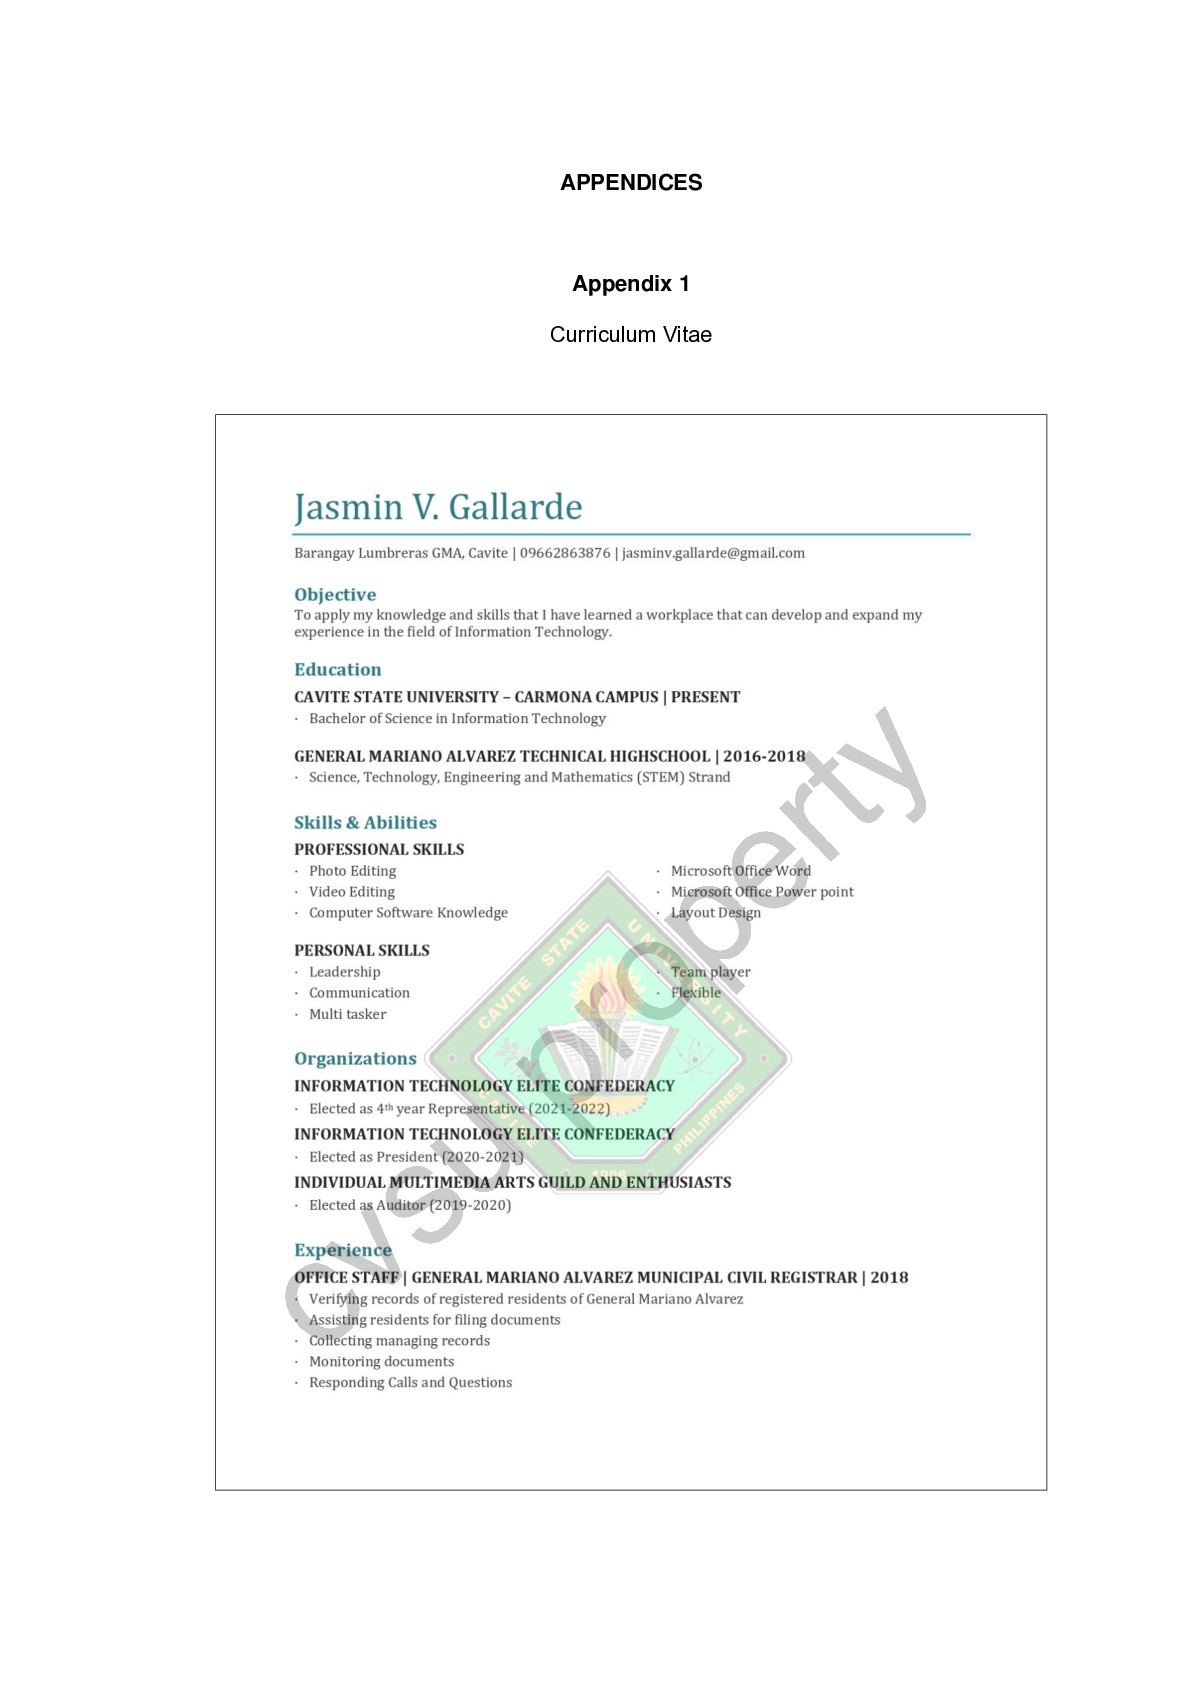 APPENDICES
Appendix 1
Curriculum Vitae
Jasmin V. Gallarde
Barangay Lumbreras GMA, Cavite | 09662863876 | jasminv.gallarde@gmail.com
Objective
To apply my knowledge and skills that I have learned a workplace that can develop and expand my
experience in the field of Information Technology.
Education
CAVITE STATE UNIVERSITY – CARMONA CAMPUS | PRESENT
· Bachelor of Science in Information Technology
GENERAL MARIANO ALVAREZ TECHNICAL HIGHSCHOOL | 2016-2018
· Science, Technology, Engineering and Mathematics (STEM) Strand
Skills & Abilities
PROFESSIONAL SKILLS
· Photo Editing
· Video Editing
· Computer Software Knowledge
· Microsoft Office Word
· Microsoft Office Power point
· Layout Design
PERSONAL SKILLS
· Leadership
· Communication
· Multi tasker
· Team player
· Flexible
Organizations
INFORMATION TECHNOLOGY ELITE CONFEDERACY
· Elected as 4th year Representative (2021-2022)
INFORMATION TECHNOLOGY ELITE CONFEDERACY
· Elected as President (2020-2021)
INDIVIDUAL MULTIMEDIA ARTS GUILD AND ENTHUSIASTS
· Elected as Auditor (2019-2020)
Experience
OFFICE STAFF | GENERAL MARIANO ALVAREZ MUNICIPAL CIVIL REGISTRAR | 2018
· Verifying records of registered residents of General Mariano Alvarez
· Assisting residents for filing documents
· Collecting managing records
· Monitoring documents
· Responding Calls and Questions
cvsu property
CAVITE STATE UNIVERSITY
CAVITE
PHILIPPINES
1906